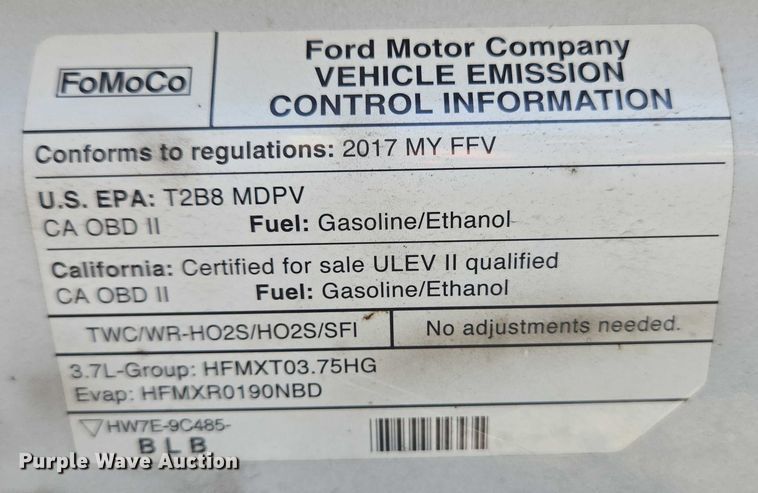 FoMoCo
Ford Motor Company
VEHICLE EMISSION
CONTROL INFORMATION
Conforms to regulations: 2017 MY FFV
U.S. EPA: T2B8 MDPV
CA OBD II Fuel: Gasoline/Ethanol
California: Certified for sale ULEV II qualified
CA OBD II Fuel: Gasoline/Ethanol
TWC/WR-HO2S/HO2S/SFI No adjustments needed.
3.7L-Group: HFMXT03.75HG
Evap: HFMXR0190NBD
HW7E-9C485-
BLB
Purple Wave Auction